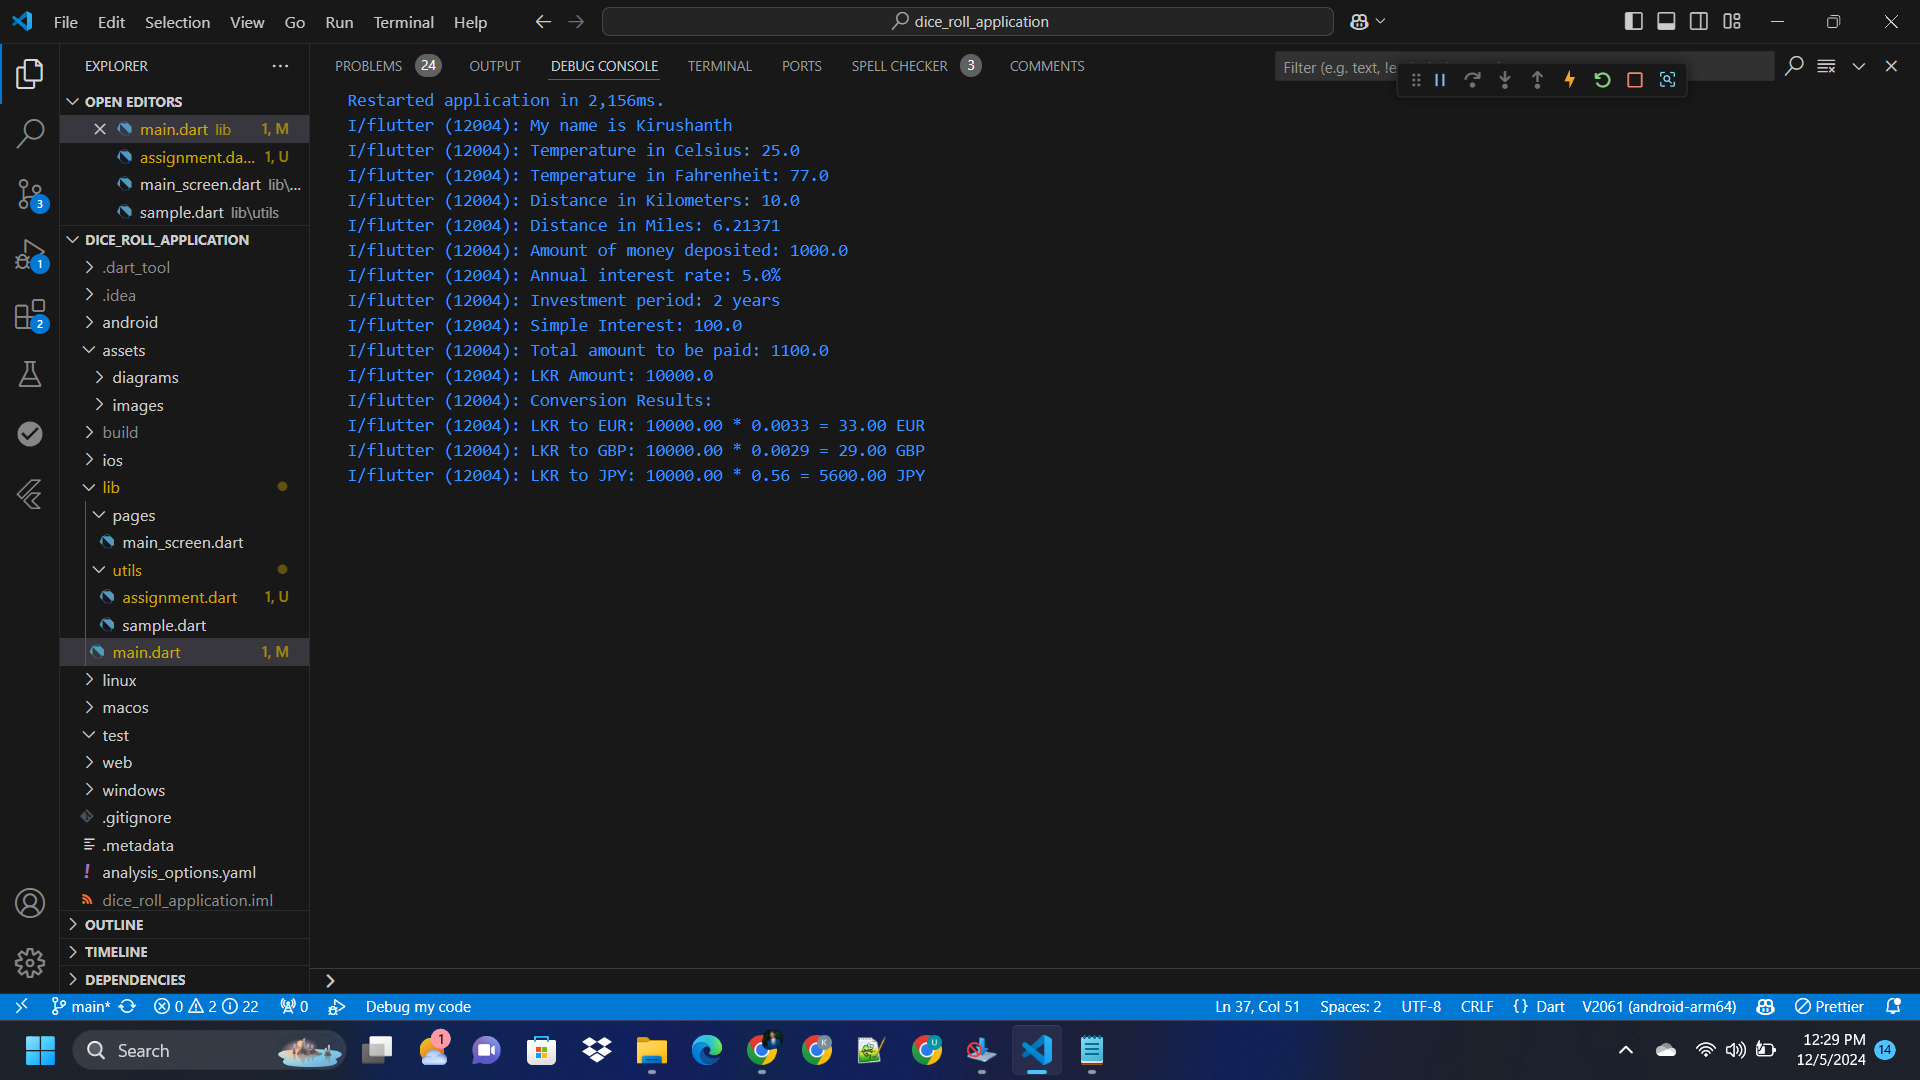 File Edit Selection View Go Run Terminal Help
dice_roll_application
EXPLORER
OPEN EDITORS
main.dart lib 1, M
assignment.da... 1, U
main_screen.dart lib\...
sample.dart lib\utils
DICE_ROLL_APPLICATION
.dart_tool
.idea
android
assets
diagrams
images
build
ios
lib
pages
main_screen.dart
utils
assignment.dart 1, U
sample.dart
main.dart 1, M
linux
macos
test
web
windows
.gitignore
.metadata
analysis_options.yaml
dice_roll_application.iml
OUTLINE
TIMELINE
DEPENDENCIES
3
1
2
PROBLEMS 24 OUTPUT DEBUG CONSOLE TERMINAL PORTS SPELL CHECKER 3 COMMENTS
Filter (e.g. text, !e
Restarted application in 2,156ms.
I/flutter (12004): My name is Kirushanth
I/flutter (12004): Temperature in Celsius: 25.0
I/flutter (12004): Temperature in Fahrenheit: 77.0
I/flutter (12004): Distance in Kilometers: 10.0
I/flutter (12004): Distance in Miles: 6.21371
I/flutter (12004): Amount of money deposited: 1000.0
I/flutter (12004): Annual interest rate: 5.0%
I/flutter (12004): Investment period: 2 years
I/flutter (12004): Simple Interest: 100.0
I/flutter (12004): Total amount to be paid: 1100.0
I/flutter (12004): LKR Amount: 10000.0
I/flutter (12004): Conversion Results:
I/flutter (12004): LKR to EUR: 10000.00 * 0.0033 = 33.00 EUR
I/flutter (12004): LKR to GBP: 10000.00 * 0.0029 = 29.00 GBP
I/flutter (12004): LKR to JPY: 10000.00 * 0.56 = 5600.00 JPY
main* 0 2 22 0 Debug my code Ln 37, Col 51 Spaces: 2 UTF-8 CRLF {} Dart V2061 (android-arm64) Prettier
Search 1 K U 12:29 PM
12/5/2024 14